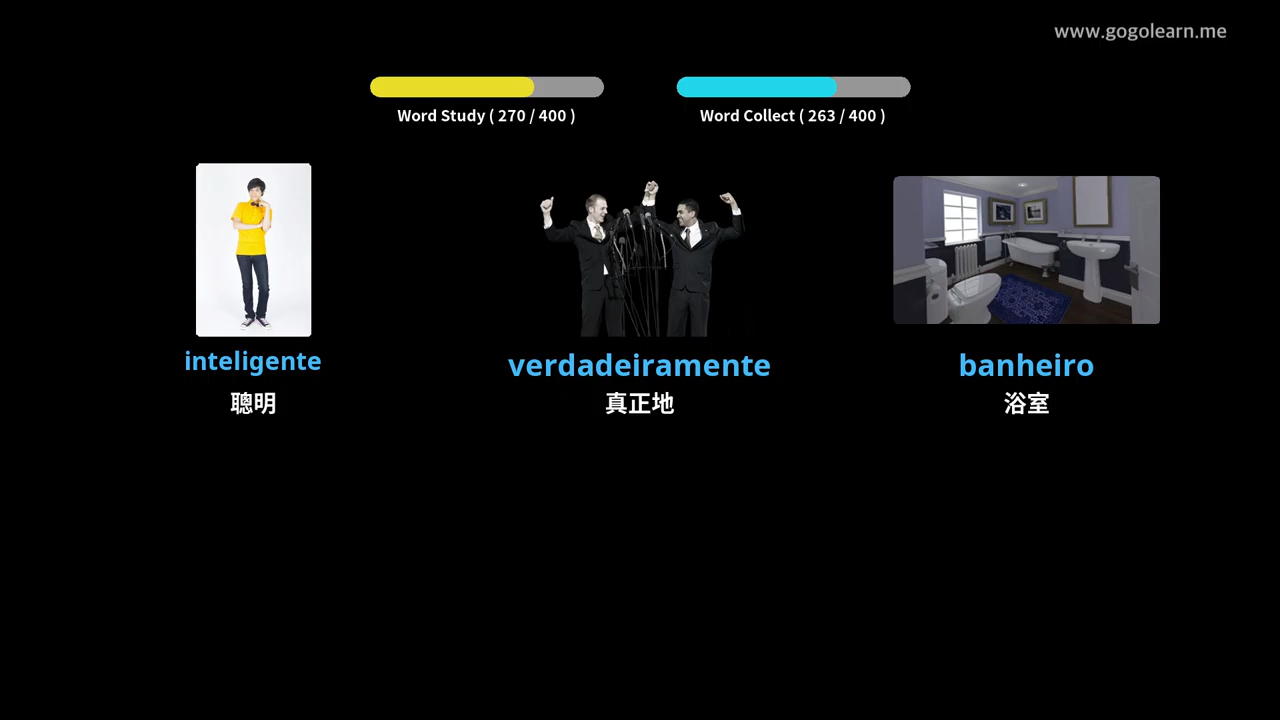 www.gogolearn.me
Word Study ( 270 / 400 )
Word Collect ( 263 / 400 )
inteligente
聰明
verdadeiramente
真正地
banheiro
浴室